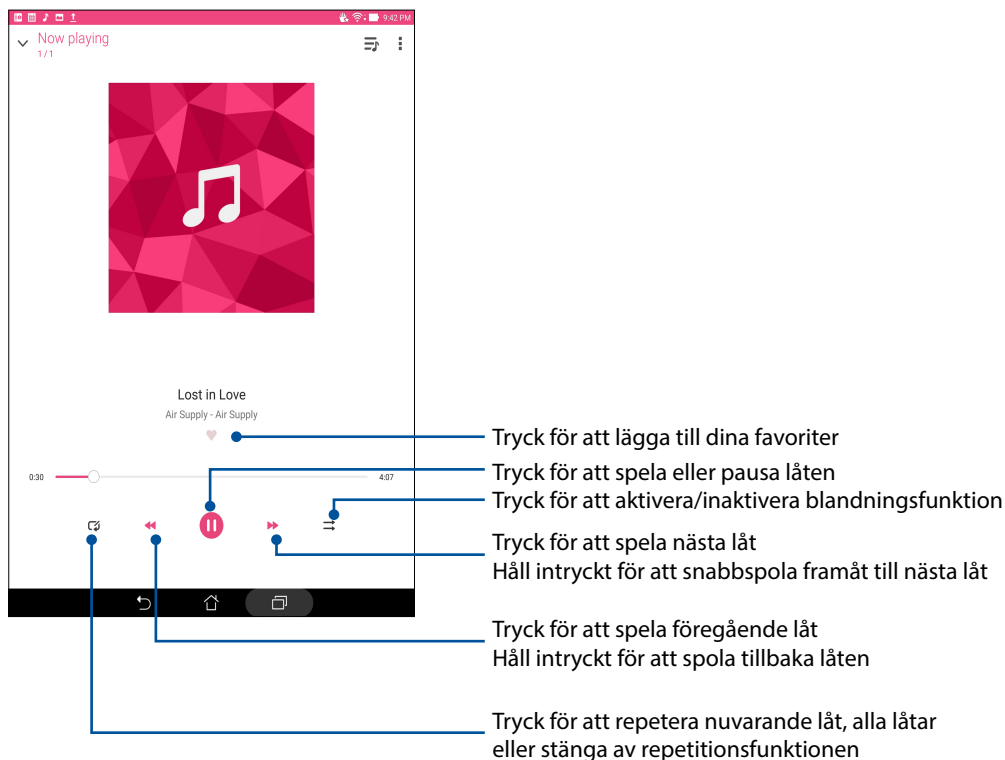 9:42 PM
Now playing
1/1
Lost in Love
Air Supply - Air Supply
0:30
4:07
Tryck för att lägga till dina favoriter
Tryck för att spela eller pausa låten
Tryck för att aktivera/inaktivera blandningsfunktion
Tryck för att spela nästa låt
Håll intryckt för att snabbspola framåt till nästa låt
Tryck för att spela föregående låt
Håll intryckt för att spola tillbaka låten
Tryck för att repetera nuvarande låt, alla låtar
eller stänga av repetitionsfunktionen